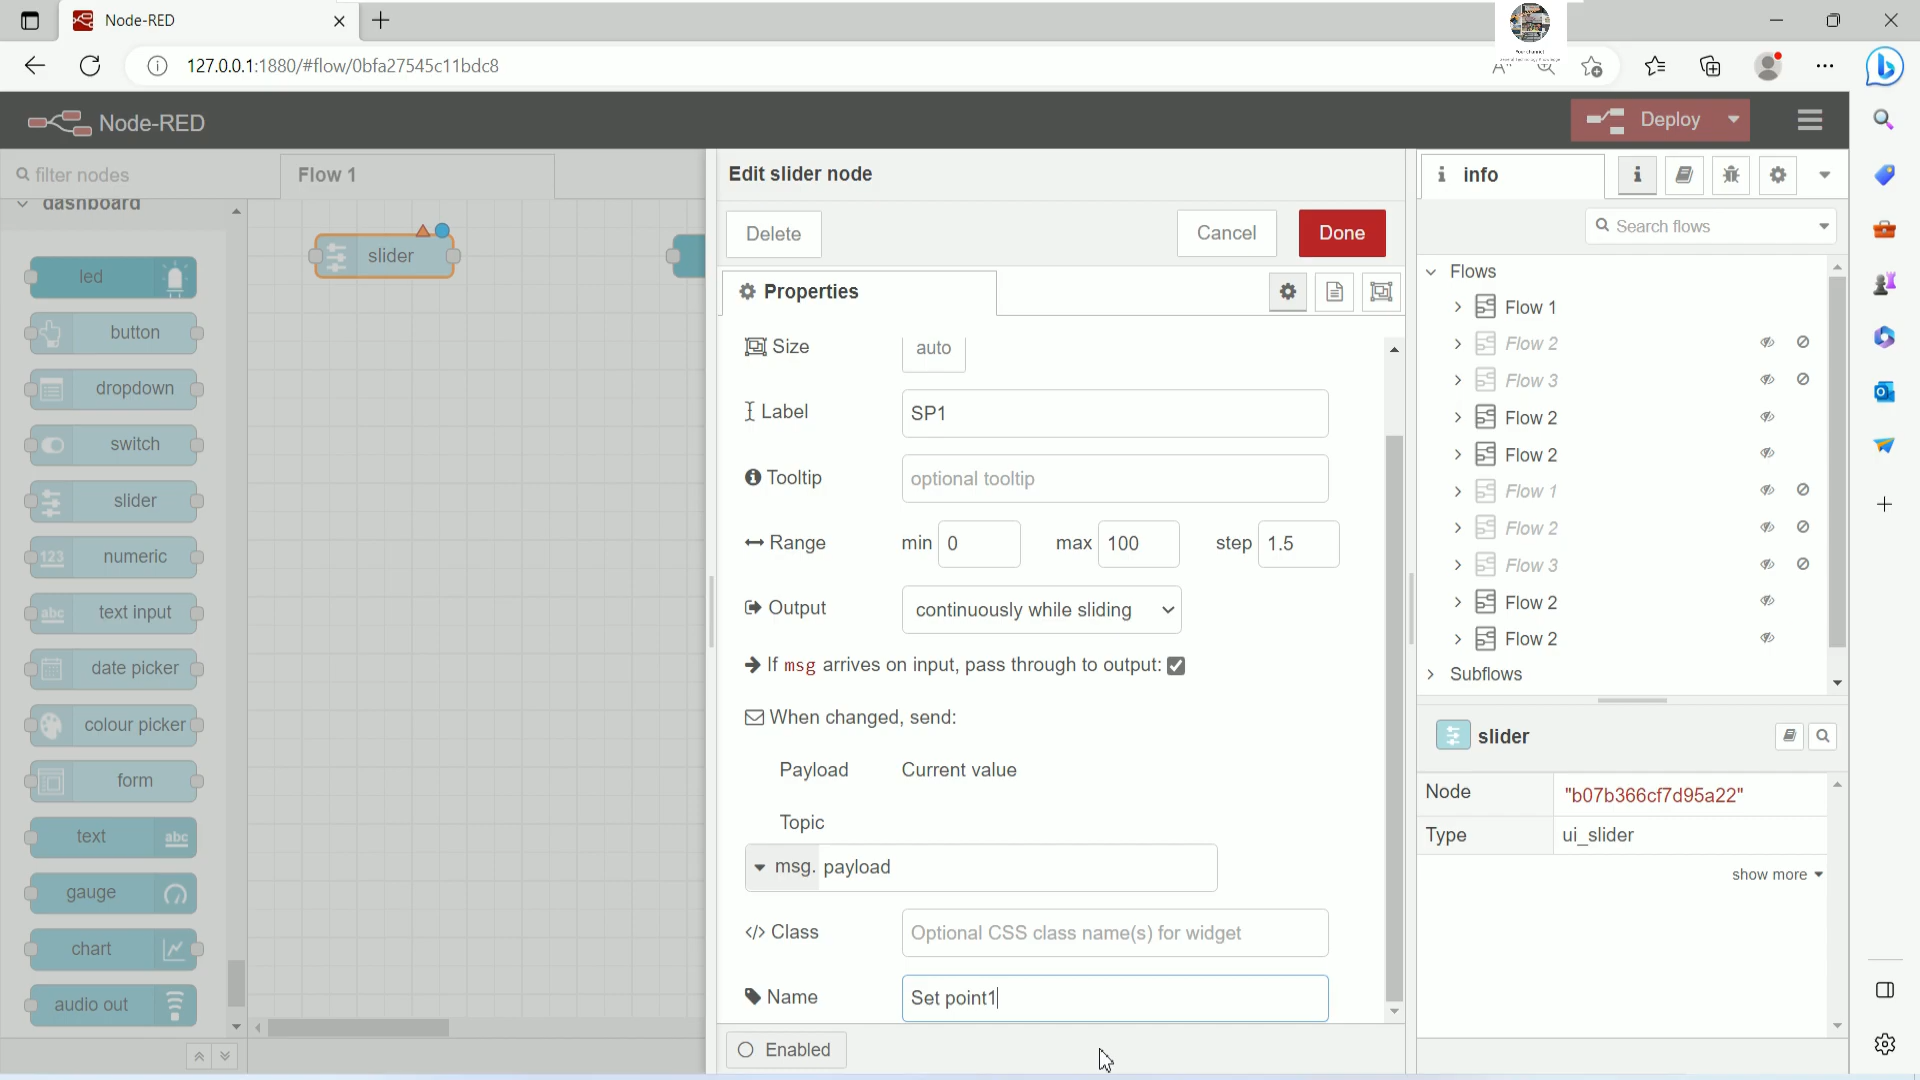 Node-RED
127.0.0.1:1880/#flow/0bfa27545c11bdc8
Your channel
Node-RED
Deploy
filter nodes
Flow 1
Edit slider node
i info
Search flows
dashboard
led
button
dropdown
switch
slider
numeric
123
text input
abc
date picker
colour picker
form
text
abc
gauge
chart
audio out
slider
Delete
Cancel
Done
Properties
Size
auto
Label
SP1
Tooltip
optional tooltip
Range
min 0
max 100
step 1.5
Output
continuously while sliding
If msg arrives on input, pass through to output:
When changed, send:
Payload
Current value
Topic
msg. payload
</> Class
Optional CSS class name(s) for widget
Name
Set point1
Enabled
Flows
Flow 1
Flow 2
Flow 3
Flow 2
Flow 2
Flow 1
Flow 2
Flow 3
Flow 2
Flow 2
Subflows
slider
Node
"b07b366cf7d95a22"
Type
ui_slider
show more